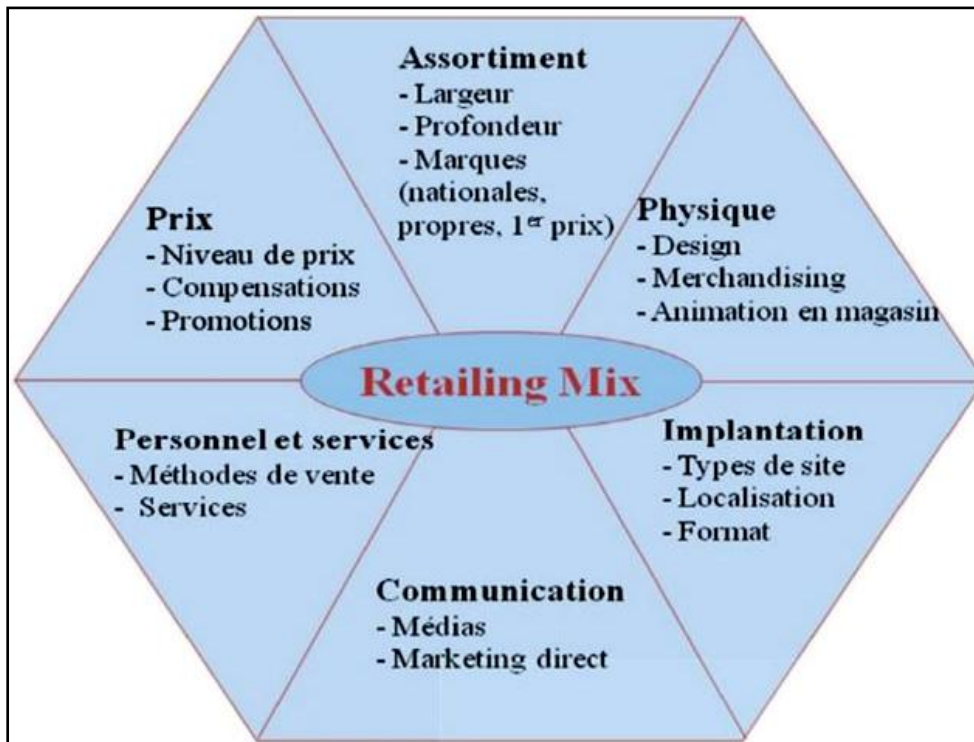 Assortiment
- Largeur
- Profondeur
- Marques
(nationales,
propres, 1er prix)
Prix
- Niveau de prix
- Compensations
- Promotions
Physique
- Design
- Merchandising
- Animation en magasin
Retailing Mix
Personnel et services
- Méthodes de vente
- Services
Implantation
- Types de site
- Localisation
- Format
Communication
- Médias
- Marketing direct